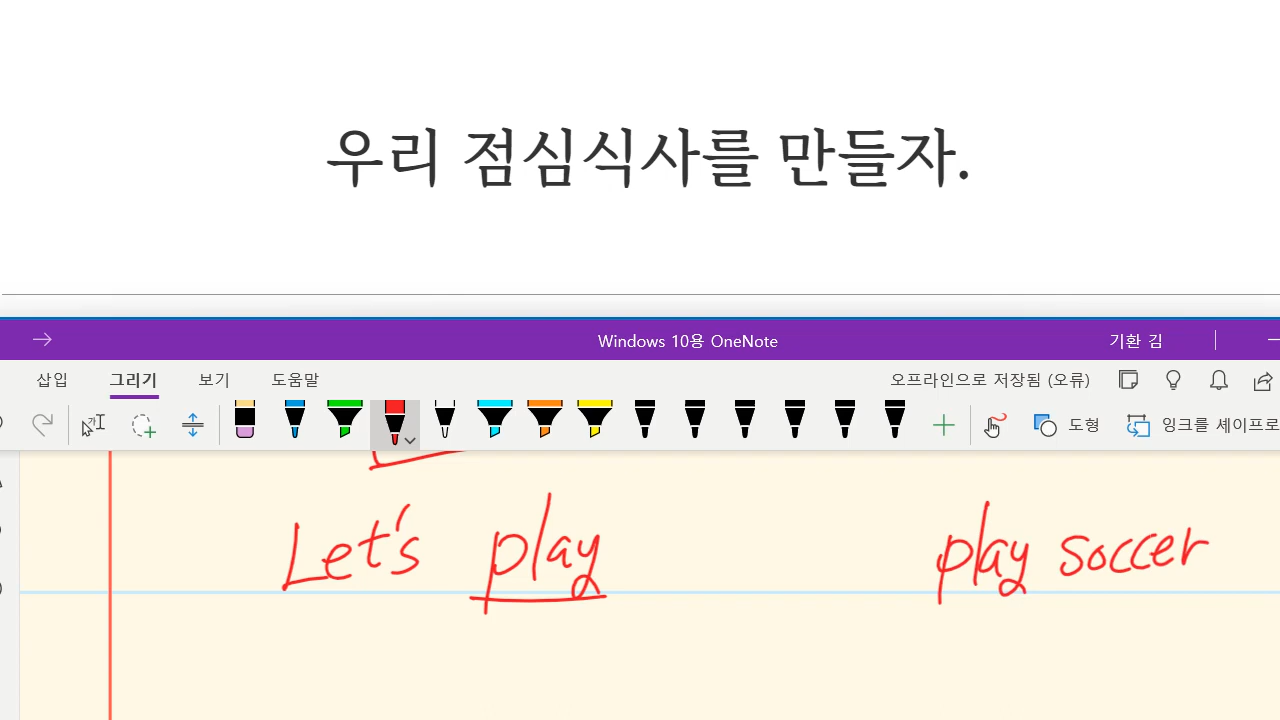 우리 점심식사를 만들자.
Windows 10용 OneNote 기환 김
삽입 그리기 보기 도움말 오프라인으로 저장됨 (오류)
도형 잉크를 셰이프로
Let's play play soccer